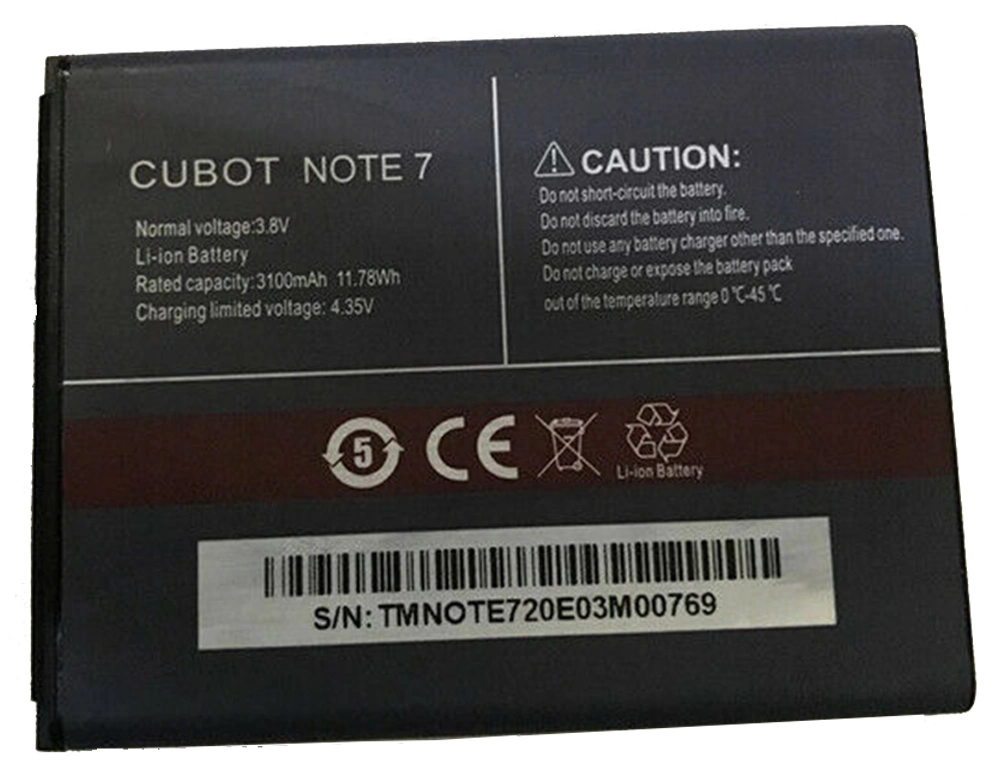 CUBOT NOTE 7
Normal voltage:3.8V
Li-ion Battery
Rated capacity:3100mAh 11.78Wh
Charging limited voltage: 4.35V
CAUTION:
Do not short-circuit the battery.
Do not discard the battery into fire.
Do not use any battery charger other than the specified one.
Do not charge or expose the battery pack
out of the temperature range 0 ℃-45 ℃
5
CE
Li-ion Battery
S/N: TMNOTE720E03M00769